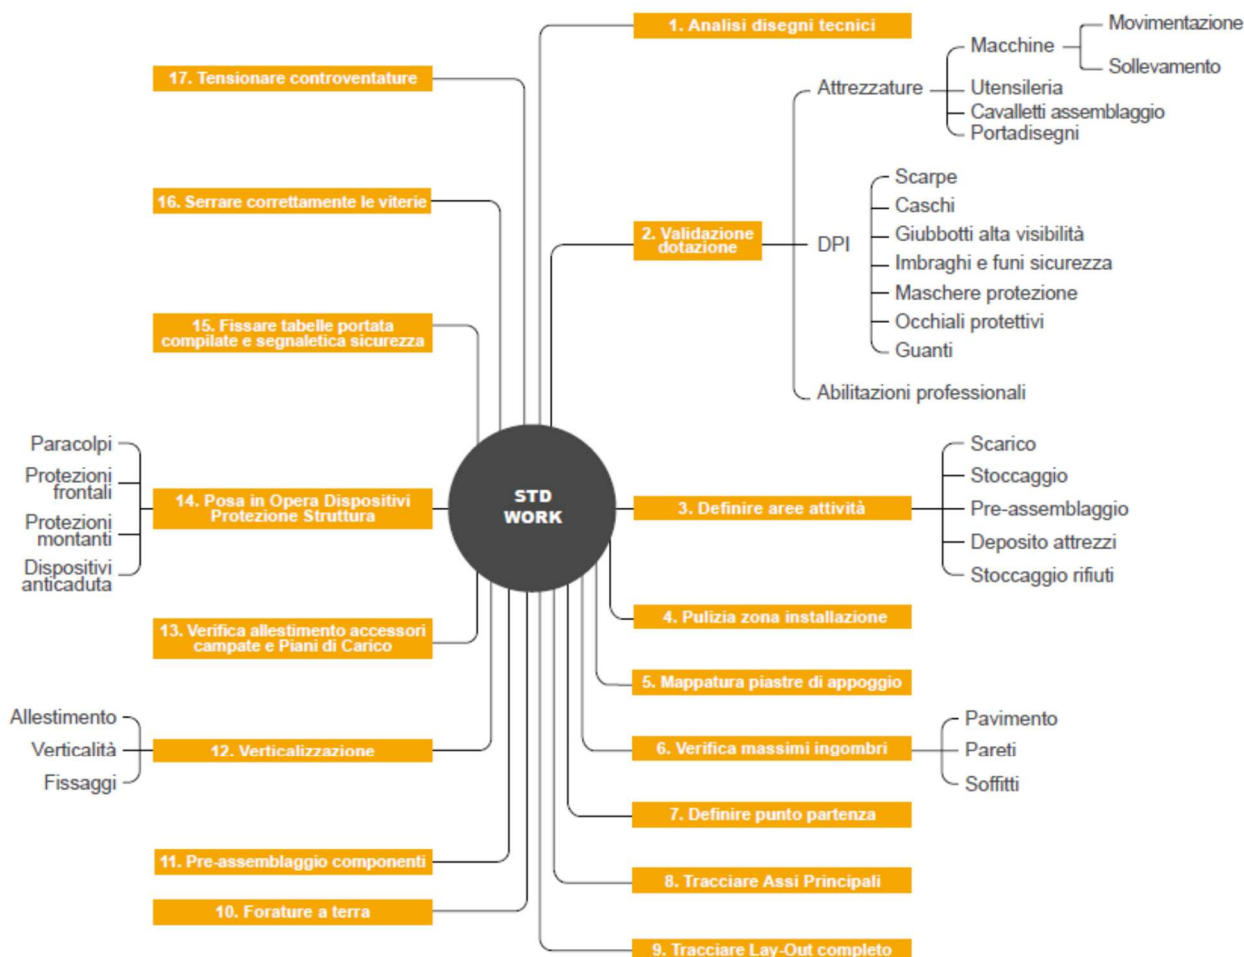 STD
WORK
1. Analisi disegni tecnici
2. Validazione
dotazione
Attrezzature
Macchine
Movimentazione
Sollevamento
Utensileria
Cavalletti assemblaggio
Portadisegni
DPI
Scarpe
Caschi
Giubbotti alta visibilità
Imbraghi e funi sicurezza
Maschere protezione
Occhiali protettivi
Guanti
Abilitazioni professionali
3. Definire aree attività
Scarico
Stoccaggio
Pre-assemblaggio
Deposito attrezzi
Stoccaggio rifiuti
4. Pulizia zona installazione
5. Mappatura piastre di appoggio
6. Verifica massimi ingombri
Pavimento
Pareti
Soffitti
7. Definire punto partenza
8. Tracciare Assi Principali
9. Tracciare Lay-Out completo
10. Forature a terra
11. Pre-assemblaggio componenti
12. Verticalizzazione
Allestimento
Verticalità
Fissaggi
13. Verifica allestimento accessori
campate e Piani di Carico
14. Posa in Opera Dispositivi
Protezione Struttura
Paracolpi
Protezioni
frontali
Protezioni
montanti
Dispositivi
anticaduta
15. Fissare tabelle portata
compilate e segnaletica sicurezza
16. Serrare correttamente le viterie
17. Tensionare controventature